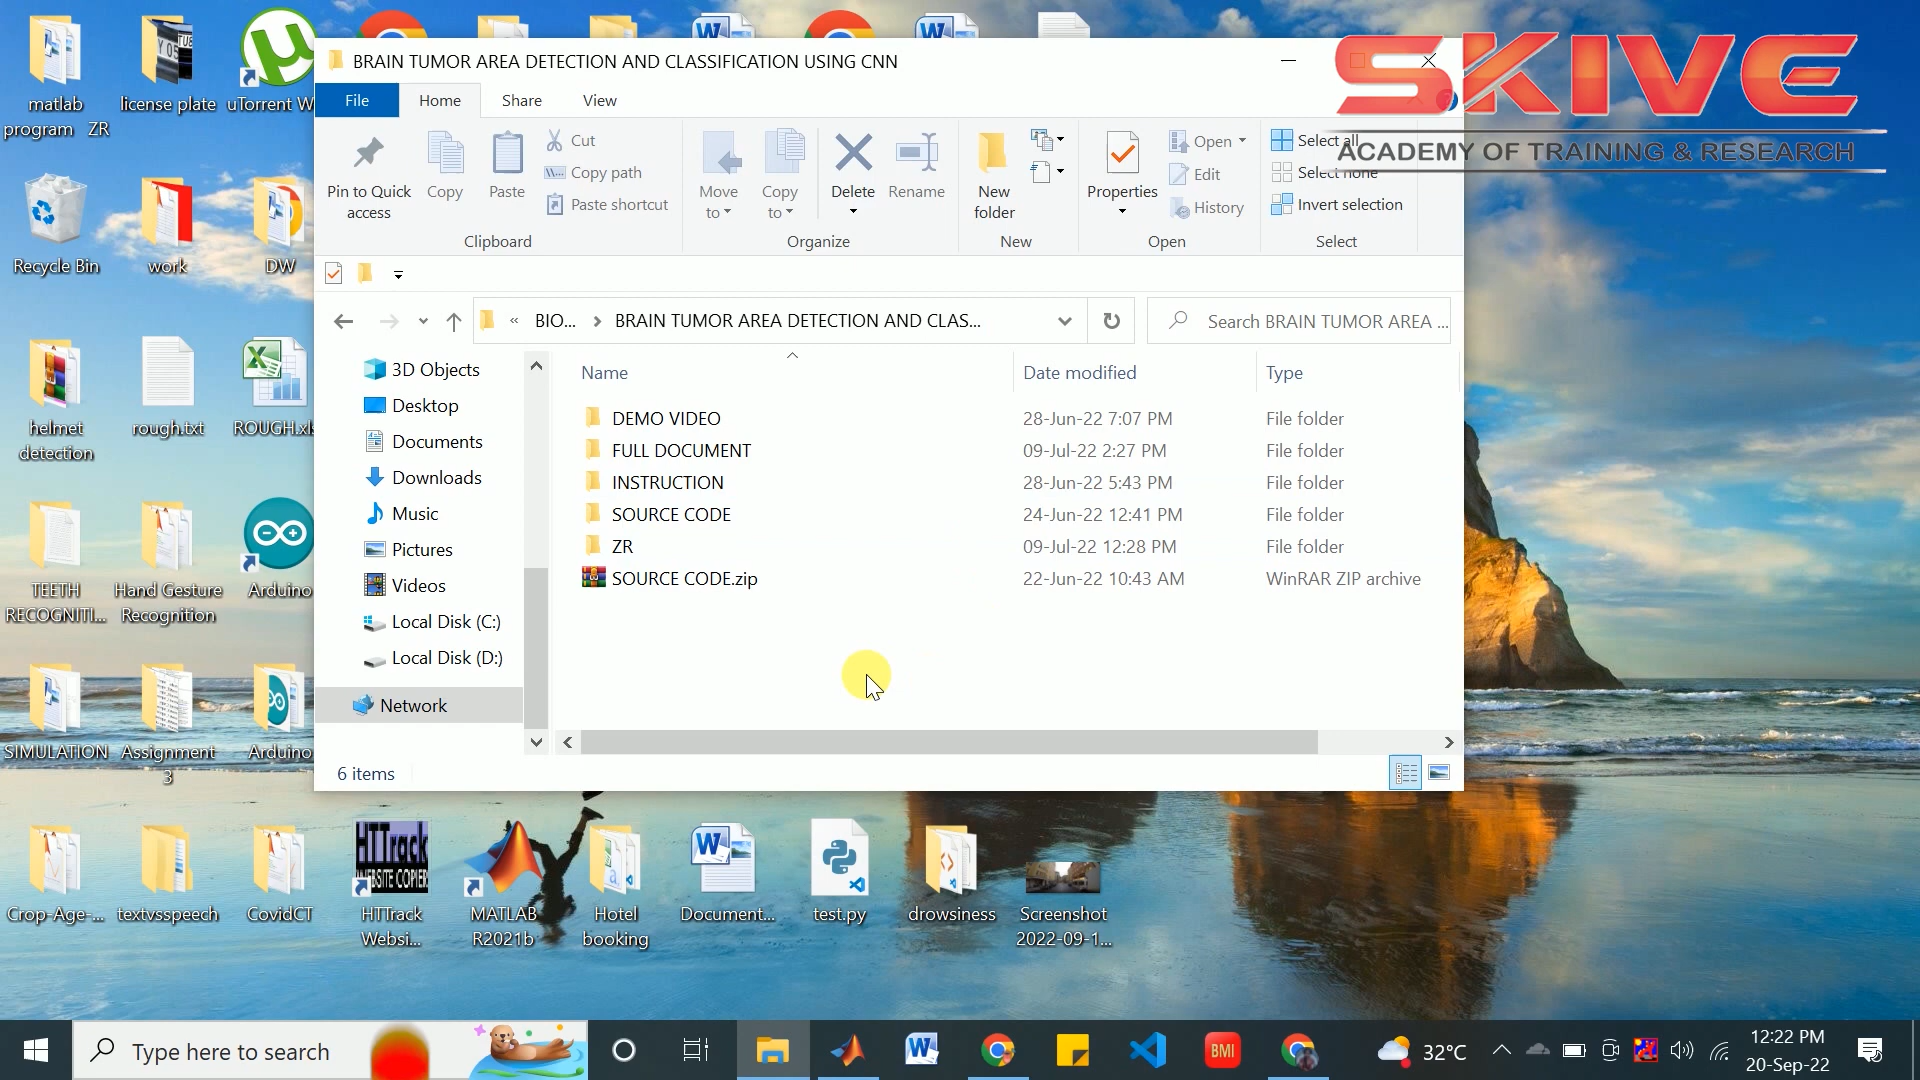 BRAIN TUMOR AREA DETECTION AND CLASSIFICATION USING CNN
SKIVE
ACADEMY OF TRAINING & RESEARCH
File
Home
Share
View
Pin to Quick
access
Copy
Paste
Cut
Copy path
Paste shortcut
Clipboard
Move
to
Copy
to
Delete
Rename
Organize
New
folder
New
Properties
Open
Edit
History
Open
Select all
Select none
Invert selection
Select
« BIO... > BRAIN TUMOR AREA DETECTION AND CLAS...
Search BRAIN TUMOR AREA ...
3D Objects
Desktop
Documents
Downloads
Music
Pictures
Videos
Local Disk (C:)
Local Disk (D:)
Network
Name Date modified Type
DEMO VIDEO 28-Jun-22 7:07 PM File folder
FULL DOCUMENT 09-Jul-22 2:27 PM File folder
INSTRUCTION 28-Jun-22 5:43 PM File folder
SOURCE CODE 24-Jun-22 12:41 PM File folder
ZR 09-Jul-22 12:28 PM File folder
SOURCE CODE.zip 22-Jun-22 10:43 AM WinRAR ZIP archive
6 items
matlab
program ZR
license plate
uTorrent W
Recycle Bin
work
DW
helmet
detection
rough.txt
ROUGH.xls
TEETH
RECOGNITI...
Hand Gesture
Recognition
Arduino
SIMULATION
Assignment
3
Arduino
Crop-Age-...
textvsspeech
CovidCT
HTTrack
WEBSITE COPIER
HTTrack
Websi...
MATLAB
R2021b
Hotel
booking
Document...
test.py
drowsiness
Screenshot
2022-09-1...
Type here to search
BMI
32°C
12:22 PM
20-Sep-22